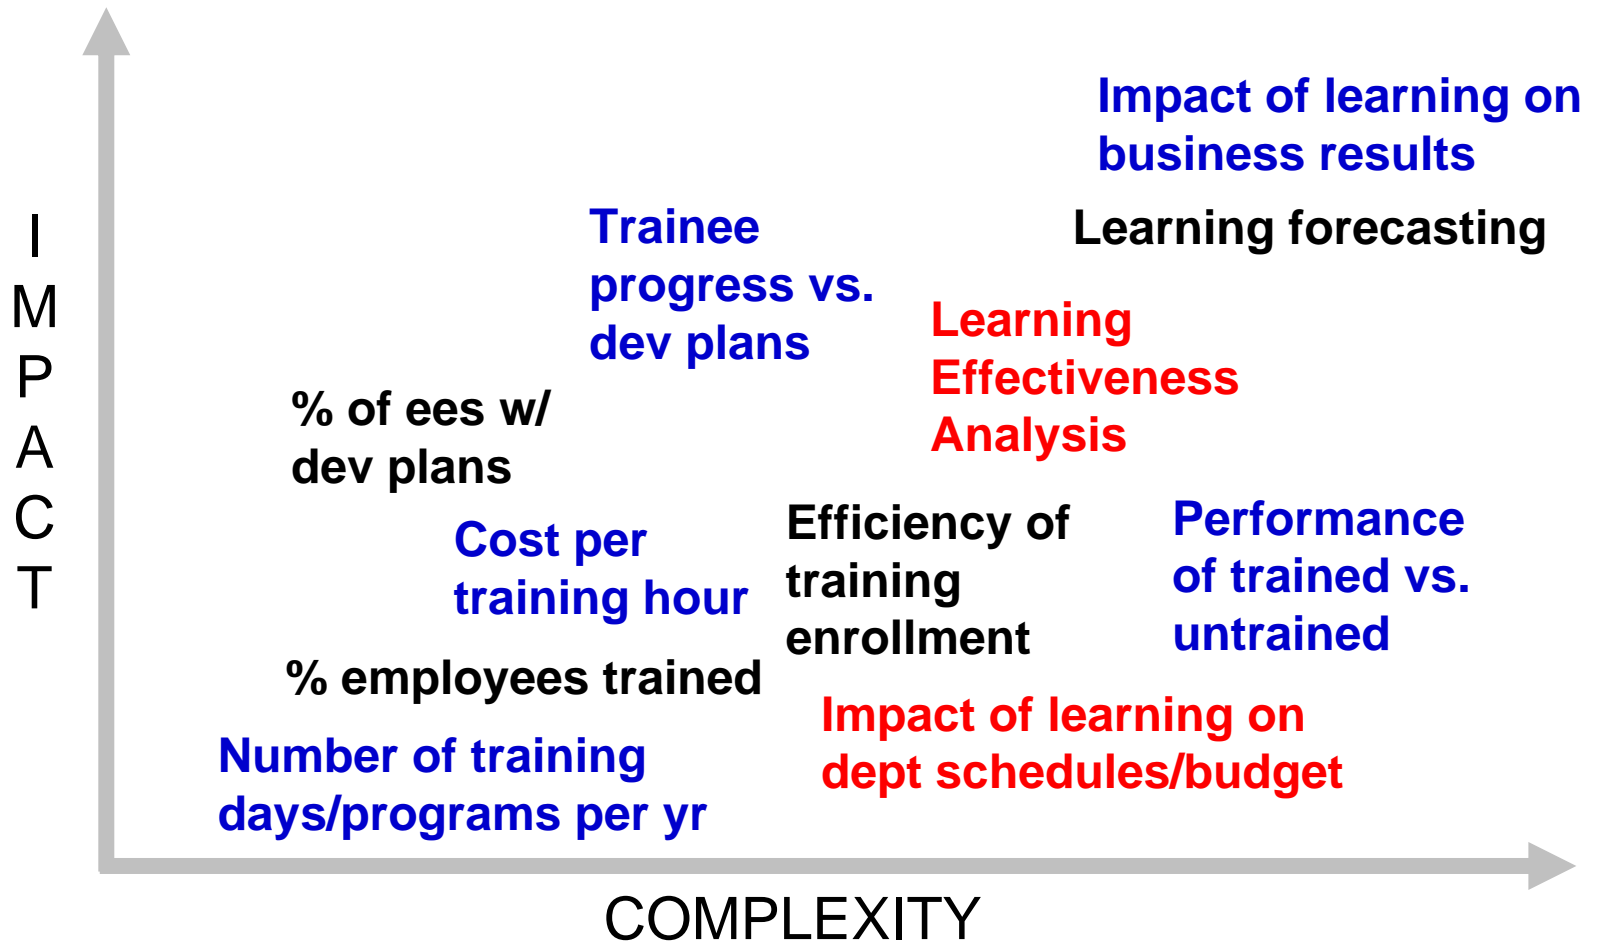 Impact of learning on
business results
Learning forecasting
Trainee
progress vs.
dev plans
Learning
Effectiveness
Analysis
% of ees w/
dev plans
Cost per
training hour
Efficiency of
training
enrollment
Performance
of trained vs.
untrained
% employees trained
Impact of learning on
dept schedules/budget
Number of training
days/programs per yr
IMPACT
COMPLEXITY